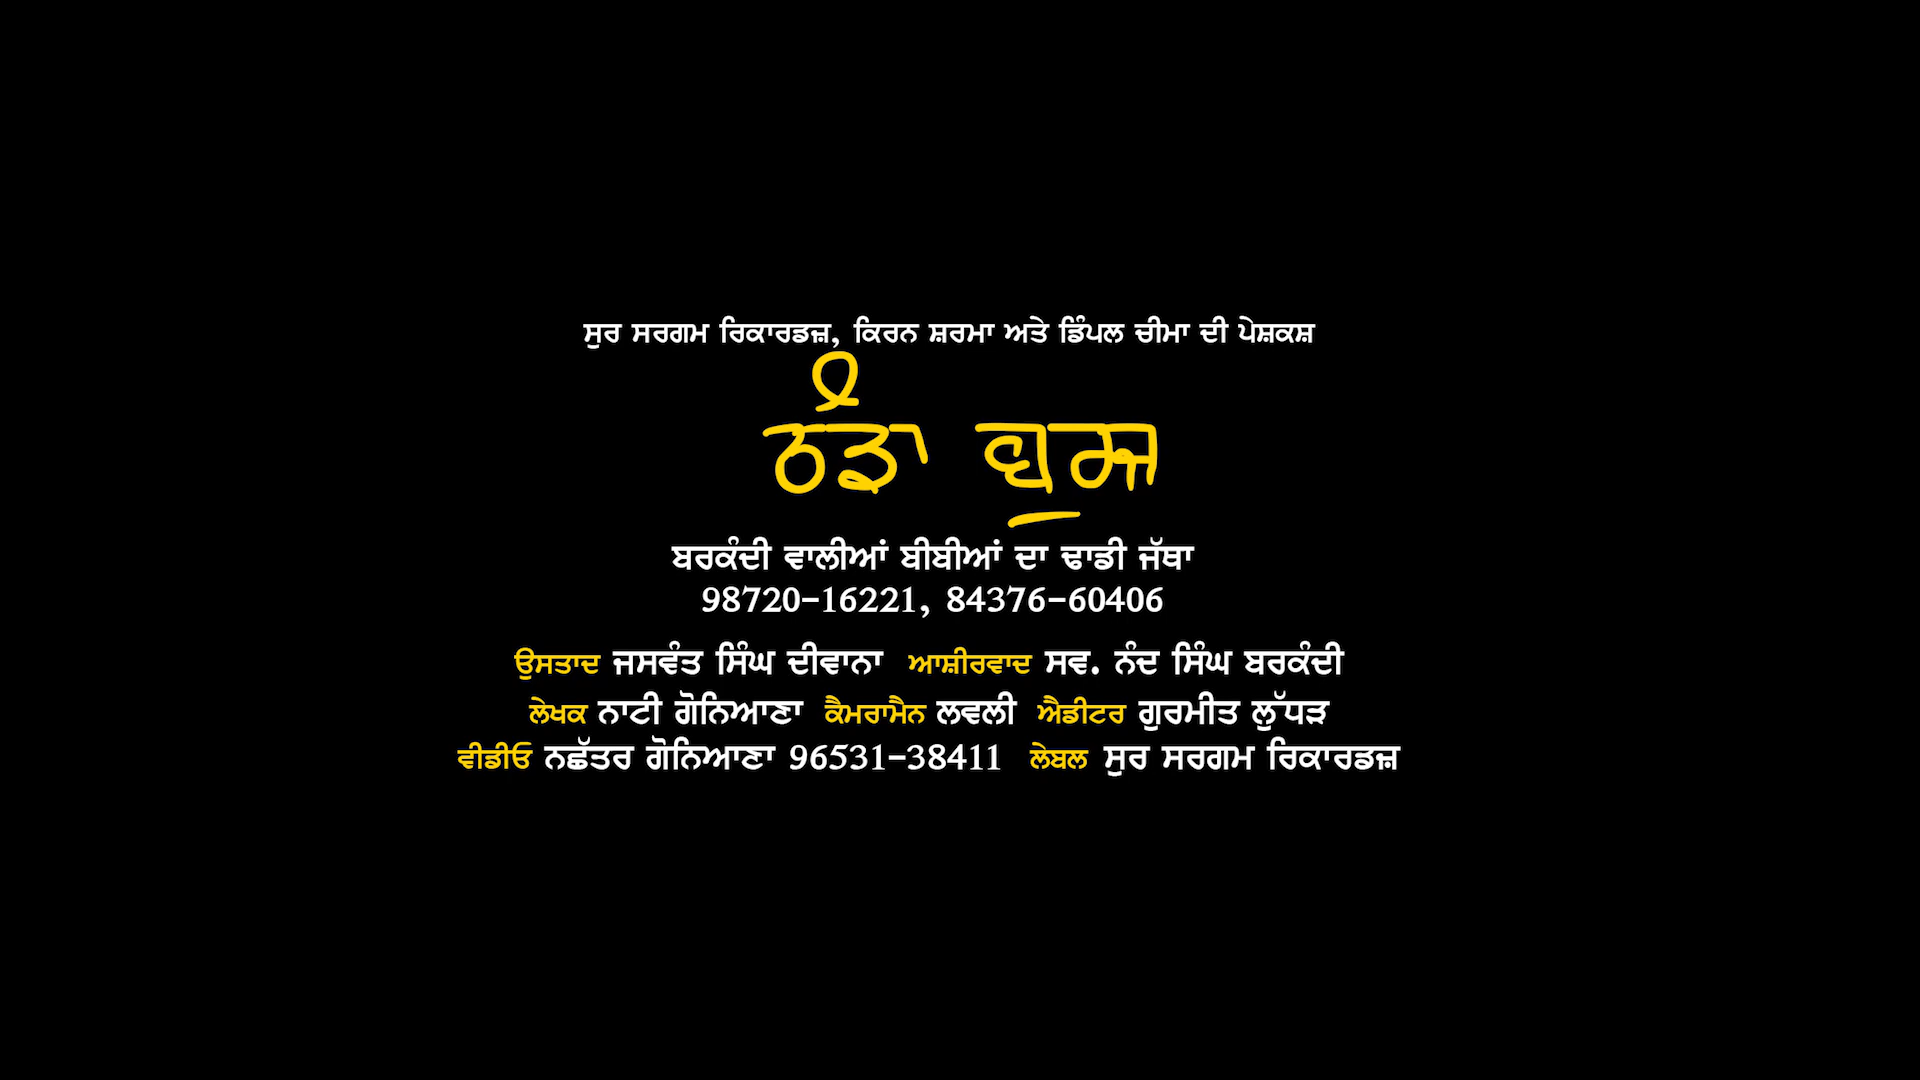 ਸੁਰ ਸਰਗਮ ਰਿਕਾਰਡਜ਼, ਕਿਰਨ ਸ਼ਰਮਾ ਅਤੇ ਡਿੰਪਲ ਚੀਮਾ ਦੀ ਪੇਸ਼ਕਸ਼
ਠੰਡਾ ਬੁਰਜ
ਬਰਕੰਦੀ ਵਾਲੀਆਂ ਬੀਬੀਆਂ ਦਾ ਢਾਡੀ ਜੱਥਾ
98720-16221, 84376-60406
ਉਸਤਾਦ ਜਸਵੰਤ ਸਿੰਘ ਦੀਵਾਨਾ ਆਸ਼ੀਰਵਾਦ ਸਵ. ਨੰਦ ਸਿੰਘ ਬਰਕੰਦੀ
ਲੇਖਕ ਨਾਟੀ ਗੋਨਿਆਣਾ ਕੈਮਰਾਮੈਨ ਲਵਲੀ ਐਡੀਟਰ ਗੁਰਮੀਤ ਲੁੱਧੜ
ਵੀਡੀਓ ਨਛੱਤਰ ਗੋਨਿਆਣਾ 96531-38411 ਲੇਬਲ ਸੁਰ ਸਰਗਮ ਰਿਕਾਰਡਜ਼